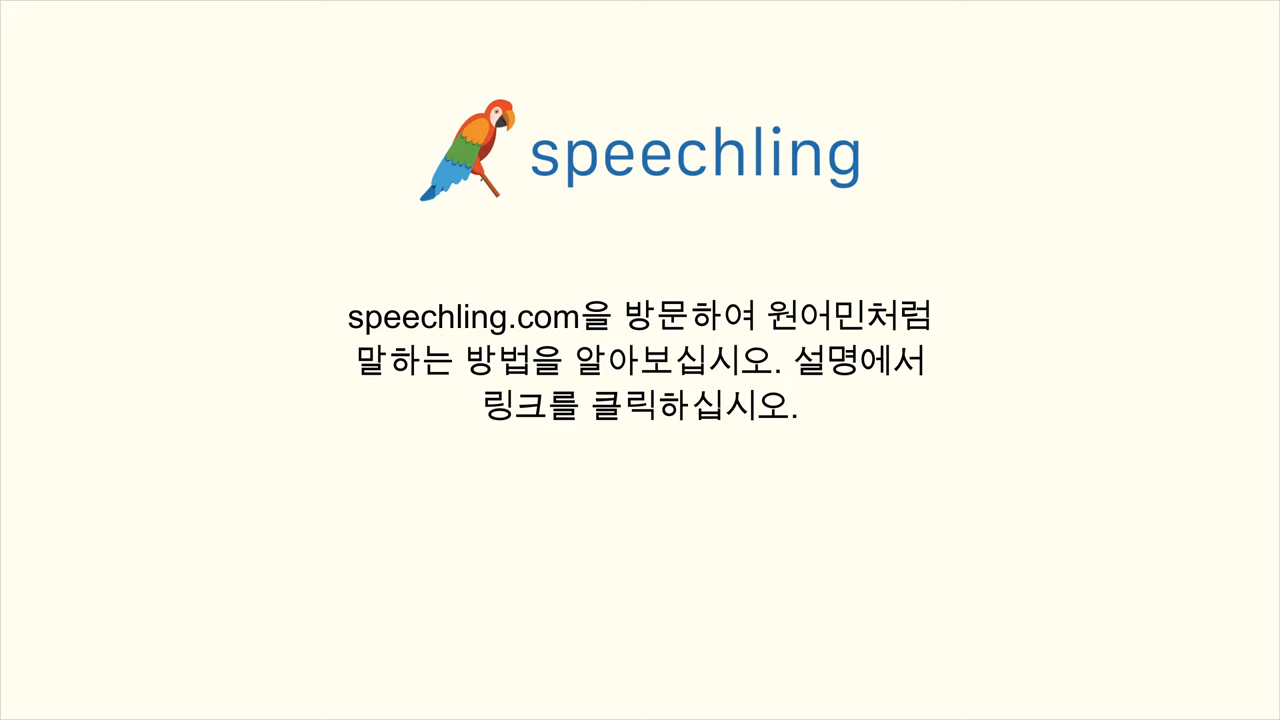 speechling
speechling.com을 방문하여 원어민처럼
말하는 방법을 알아보십시오. 설명에서
링크를 클릭하십시오.